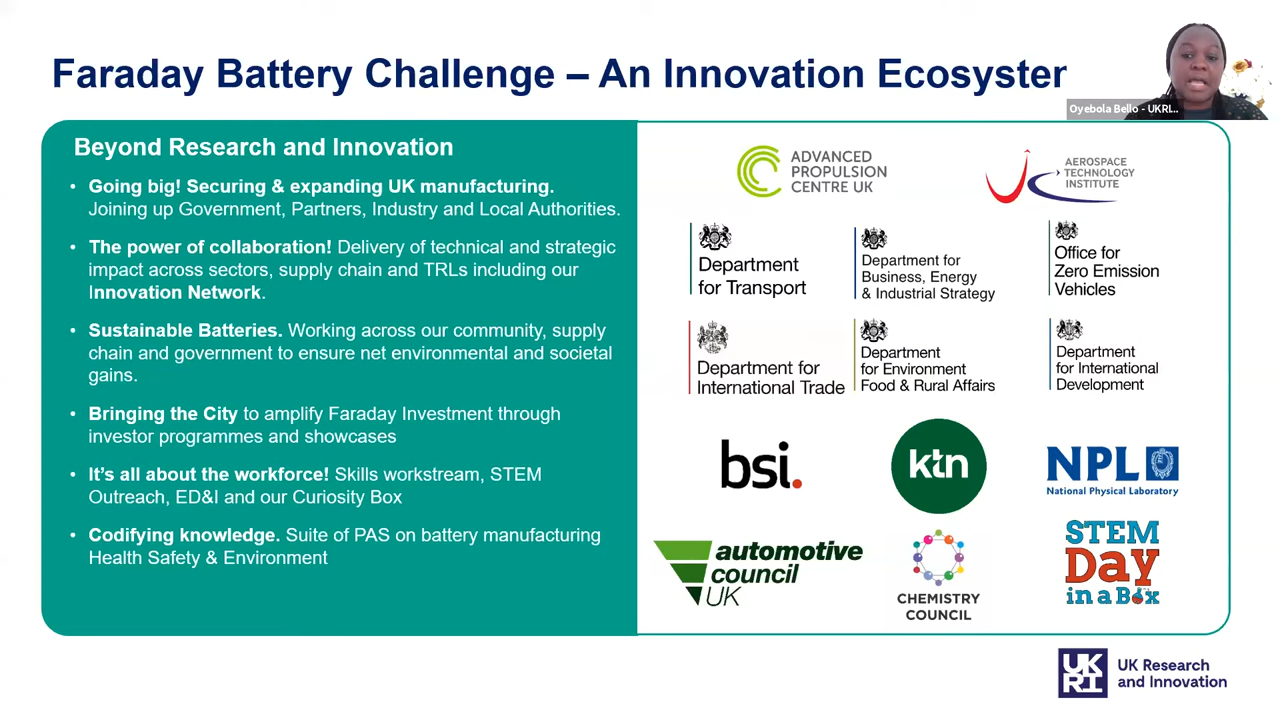 Faraday Battery Challenge – An Innovation Ecosyster
Oyebola Bello - UKRI...
Beyond Research and Innovation
• Going big! Securing & expanding UK manufacturing.
Joining up Government, Partners, Industry and Local Authorities.
• The power of collaboration! Delivery of technical and strategic
impact across sectors, supply chain and TRLs including our
Innovation Network.
• Sustainable Batteries. Working across our community, supply
chain and government to ensure net environmental and societal
gains.
• Bringing the City to amplify Faraday Investment through
investor programmes and showcases
• It's all about the workforce! Skills workstream, STEM
Outreach, ED&I and our Curiosity Box
• Codifying knowledge. Suite of PAS on battery manufacturing
Health Safety & Environment
ADVANCED
PROPULSION
CENTRE UK
AEROSPACE
TECHNOLOGY
INSTITUTE
Department
for Transport
Department for
Business, Energy
& Industrial Strategy
Office for
Zero Emission
Vehicles
Department for
International Trade
Department
for Environment
Food & Rural Affairs
Department
for International
Development
bsi.
ktn
NPL
National Physical Laboratory
automotive
council
UK
CHEMISTRY
COUNCIL
STEM
Day
in a Box
UK
RI
UK Research
and Innovation